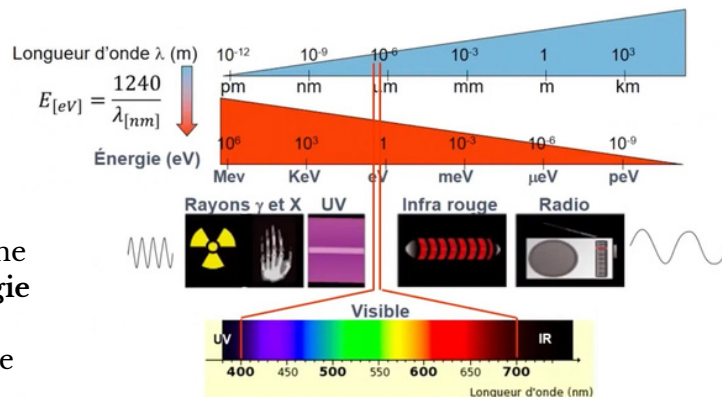 Longueur d'onde λ (m)
10⁻¹² 10⁻⁹ 10⁻⁶ 10⁻³ 1 10³
pm nm μm mm m km
E[eV] = 1240 / λ[nm]
Énergie (eV)
10⁶ 10³ 1 10⁻³ 10⁻⁶ 10⁻⁹
Mev KeV eV meV μeV peV
Rayons γ et X UV Infra rouge Radio
ne
gie
e
Visible
UV IR
400 450 500 550 600 650 700
Longueur d'onde (nm)